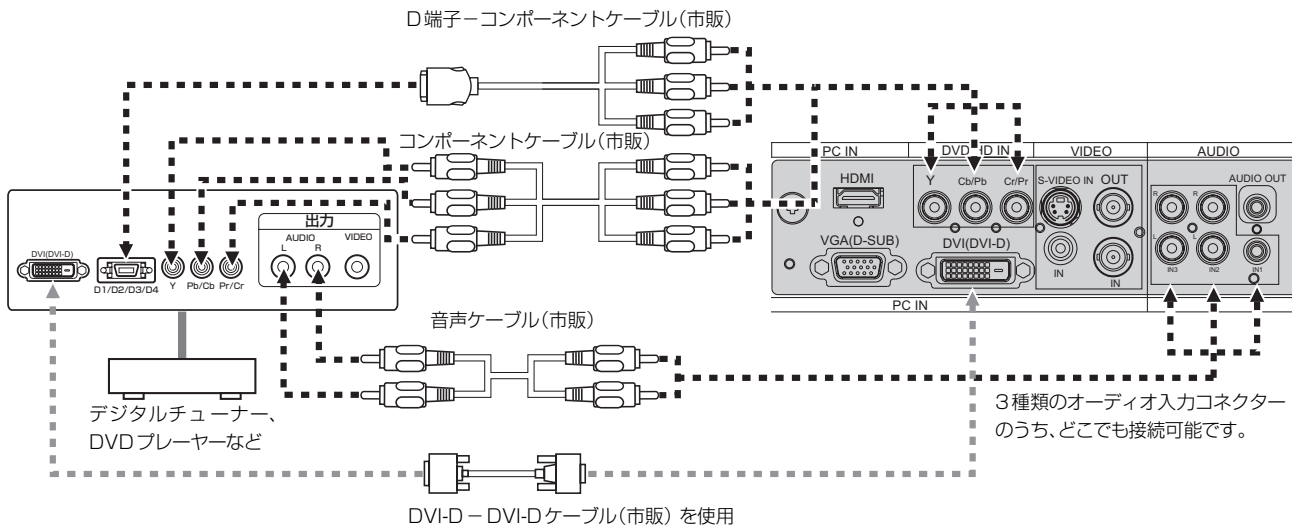 D端子－コンポーネントケーブル（市販）
コンポーネントケーブル（市販）
出力
AUDIO
VIDEO
L
R
DVI(DVI-D)
D1/D2/D3/D4
Y
Pb/Cb
Pr/Cr
PC IN
DVD/HD IN
VIDEO
AUDIO
HDMI
Y
Cb/Pb
Cr/Pr
S-VIDEO IN
OUT
R
R
AUDIO OUT
VGA(D-SUB)
DVI(DVI-D)
IN
IN
L
L
IN3
IN2
IN1
PC IN
音声ケーブル（市販）
デジタルチューナー、
DVDプレーヤーなど
3種類のオーディオ入力コネクター
のうち、どこでも接続可能です。
DVI-D－DVI-Dケーブル（市販）を使用